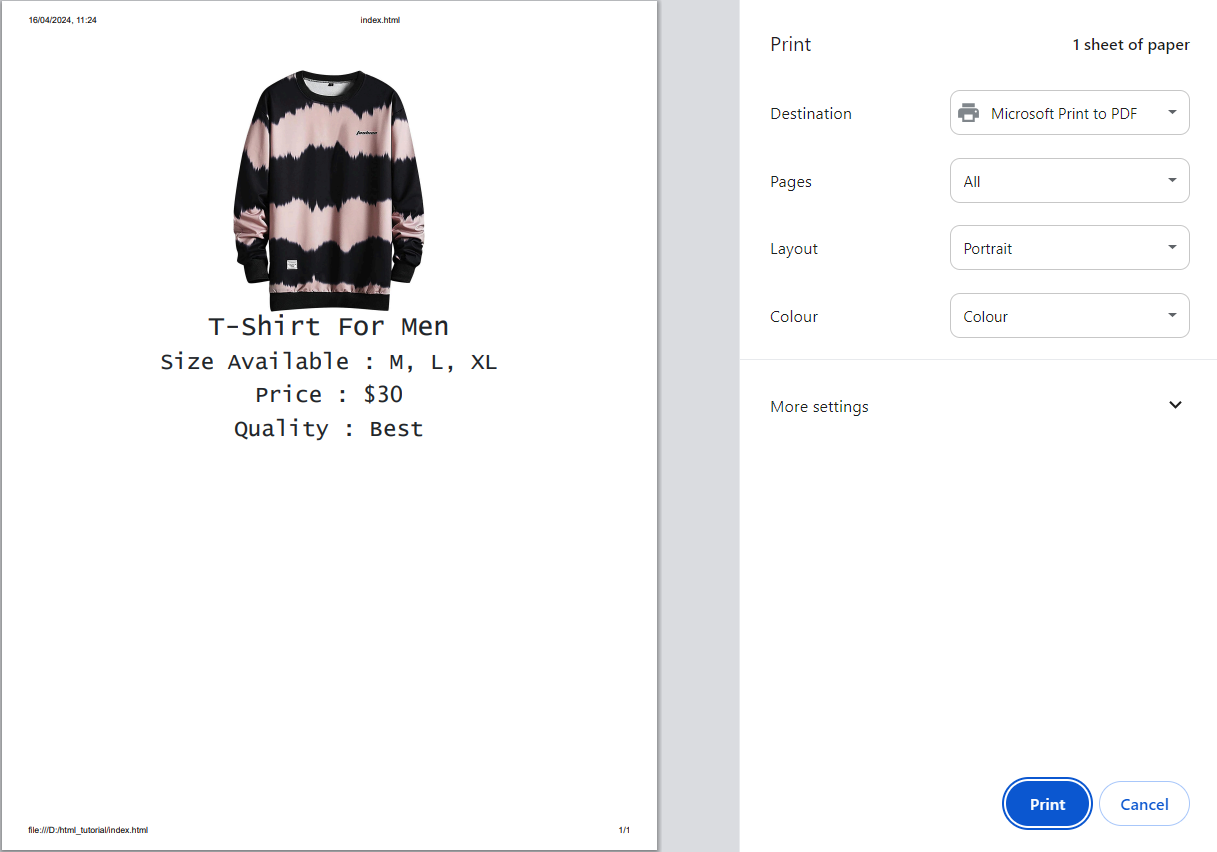 16/04/2024, 11:24 index.html
T-Shirt For Men
Size Available : M, L, XL
Price : $30
Quality : Best
file:///D:/html_tutorial/index.html 1/1
Print 1 sheet of paper
Destination Microsoft Print to PDF
Pages All
Layout Portrait
Colour Colour
More settings
Print Cancel